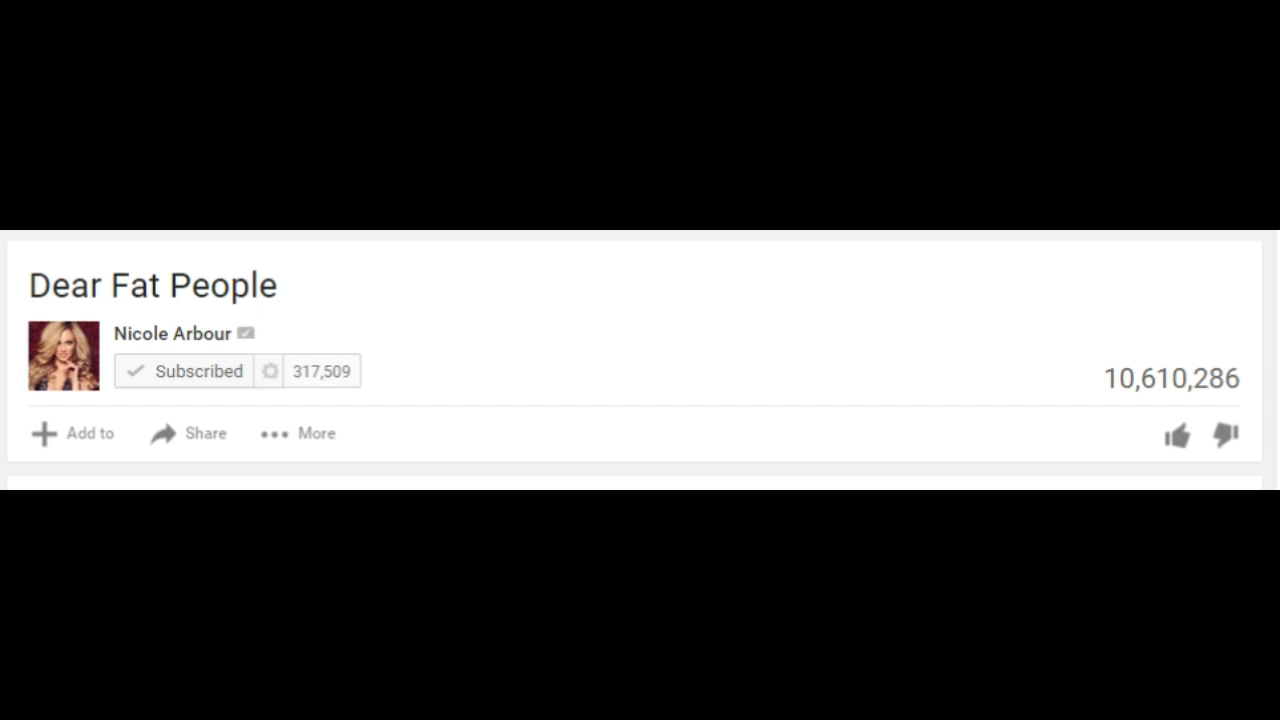 Dear Fat People
Nicole Arbour
Subscribed 317,509
10,610,286
Add to Share More